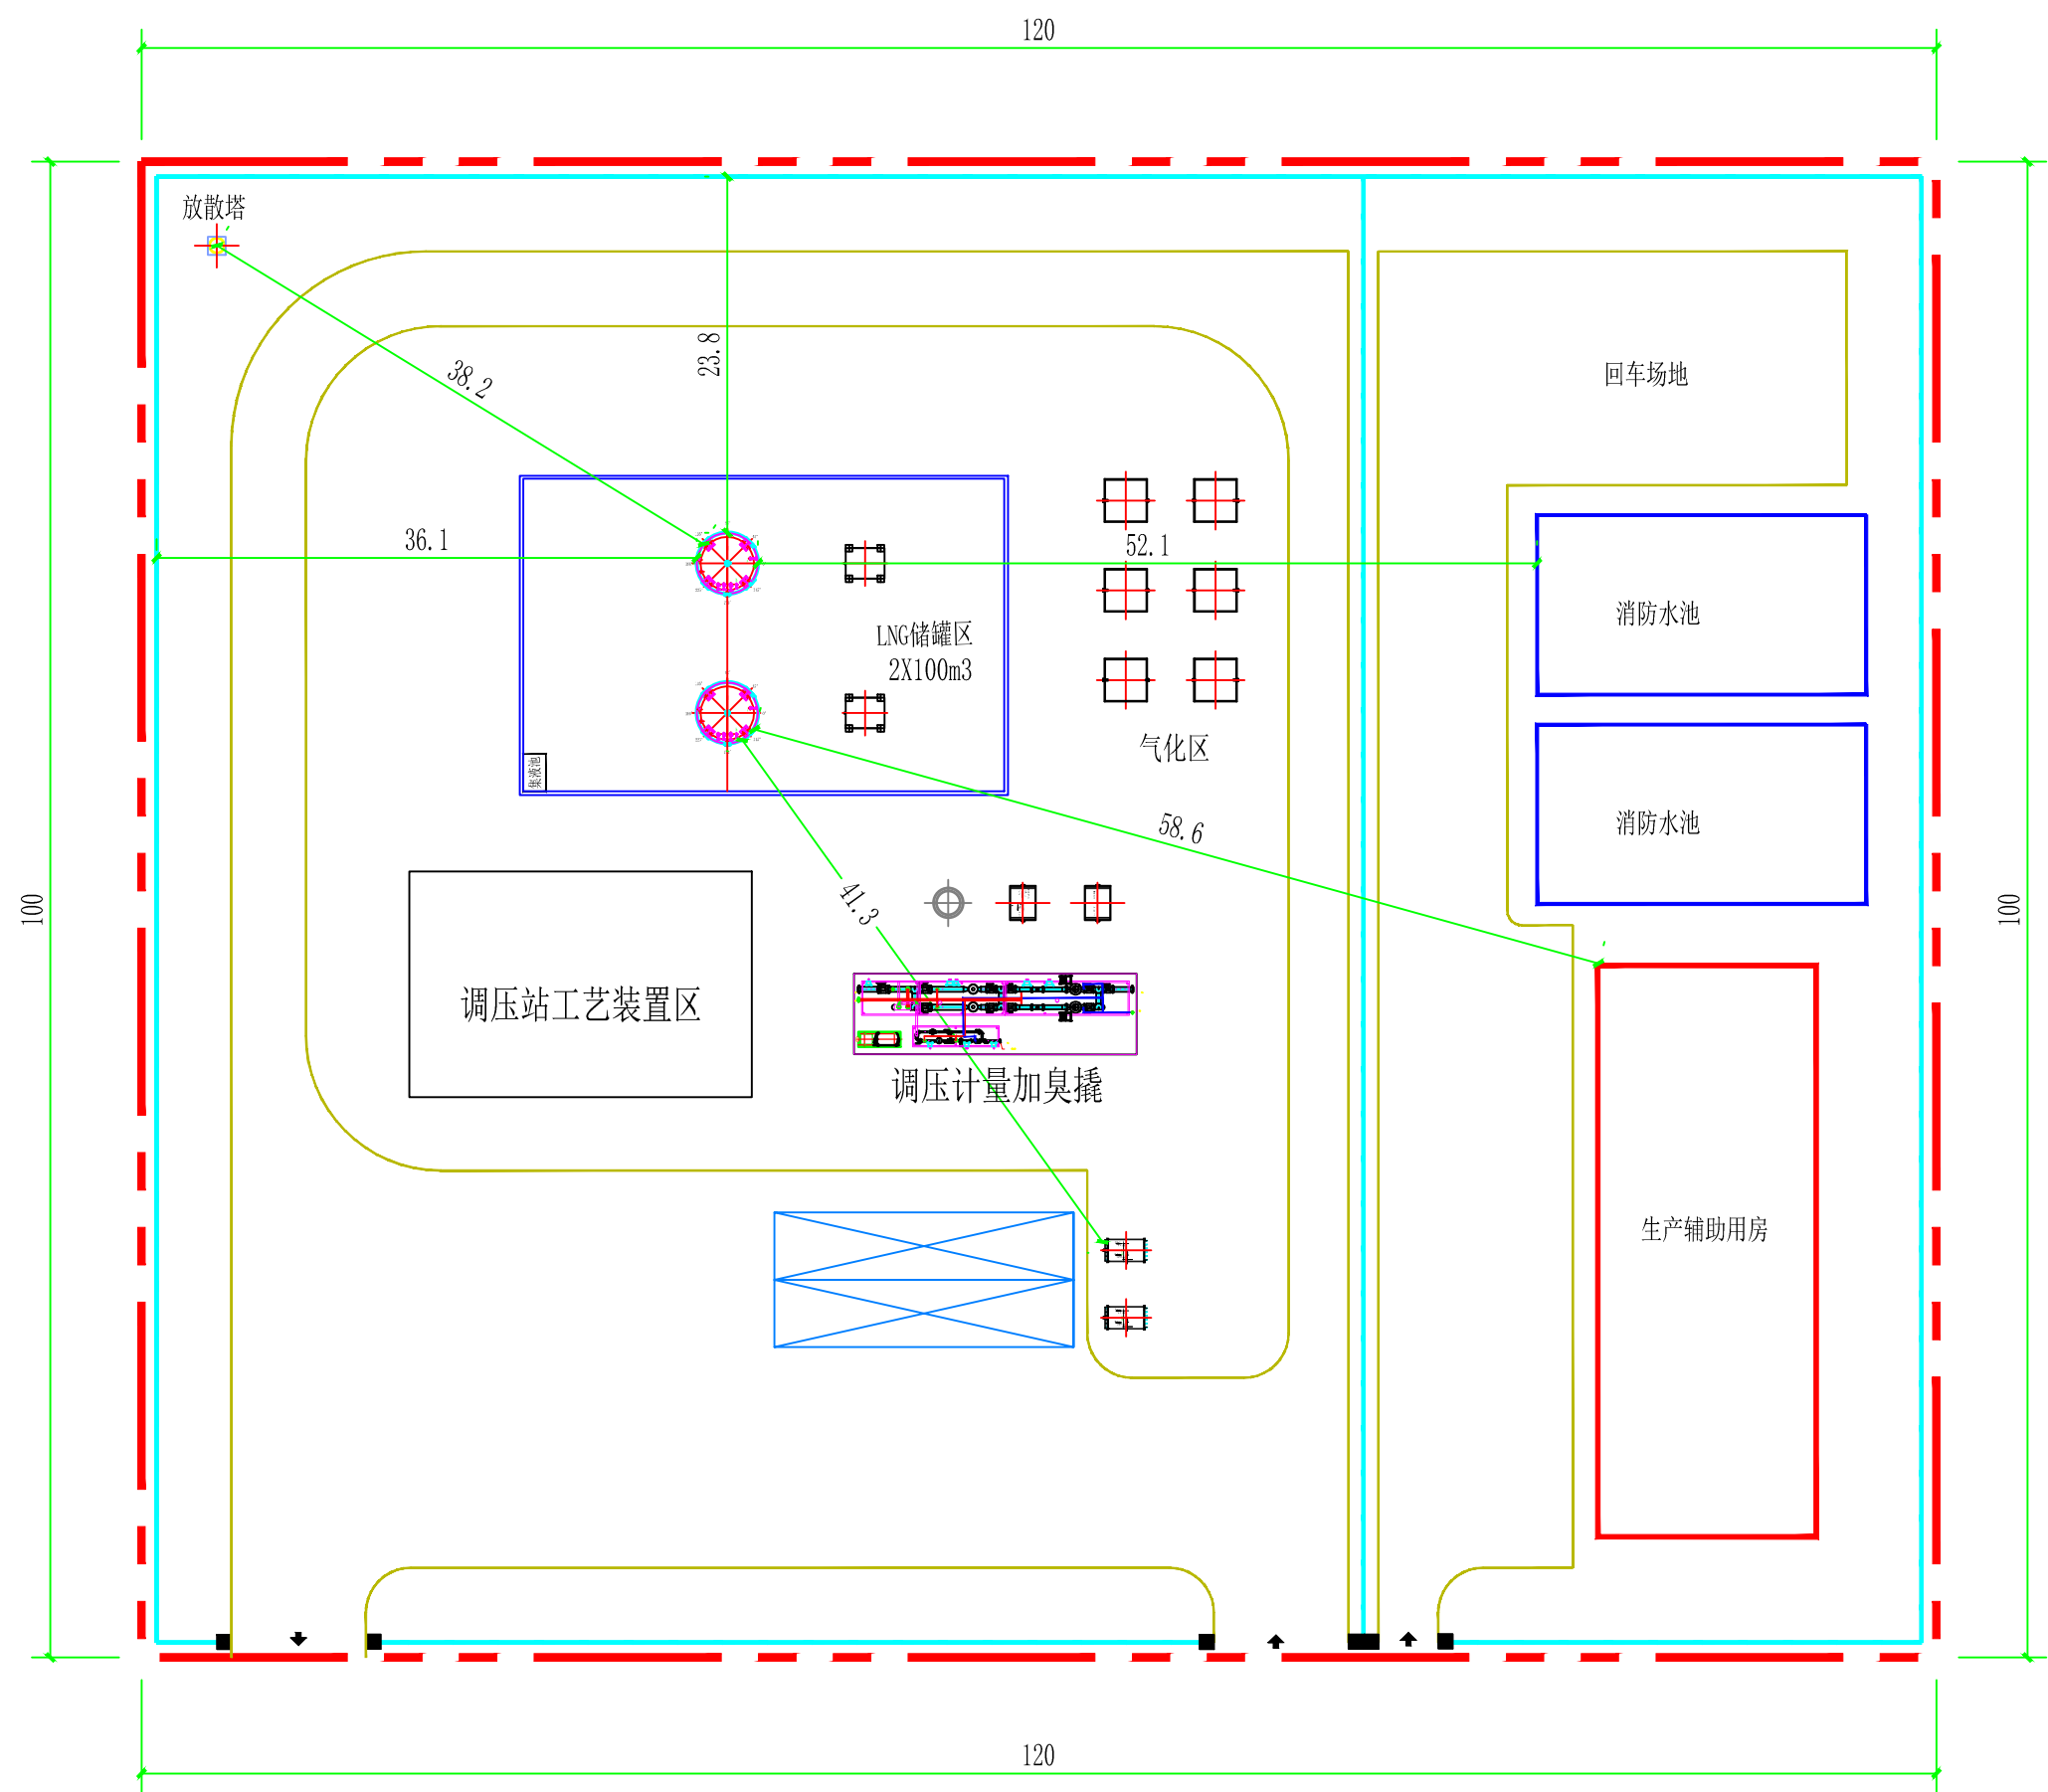 120
放散塔
23.8
38.2
回车场地
36.1
52.1
消防水池
LNG储罐区
2X100m3
气化区
集液池
消防水池
58.6
41.3
100
100
调压站工艺装置区
调压计量加臭撬
生产辅助用房
120